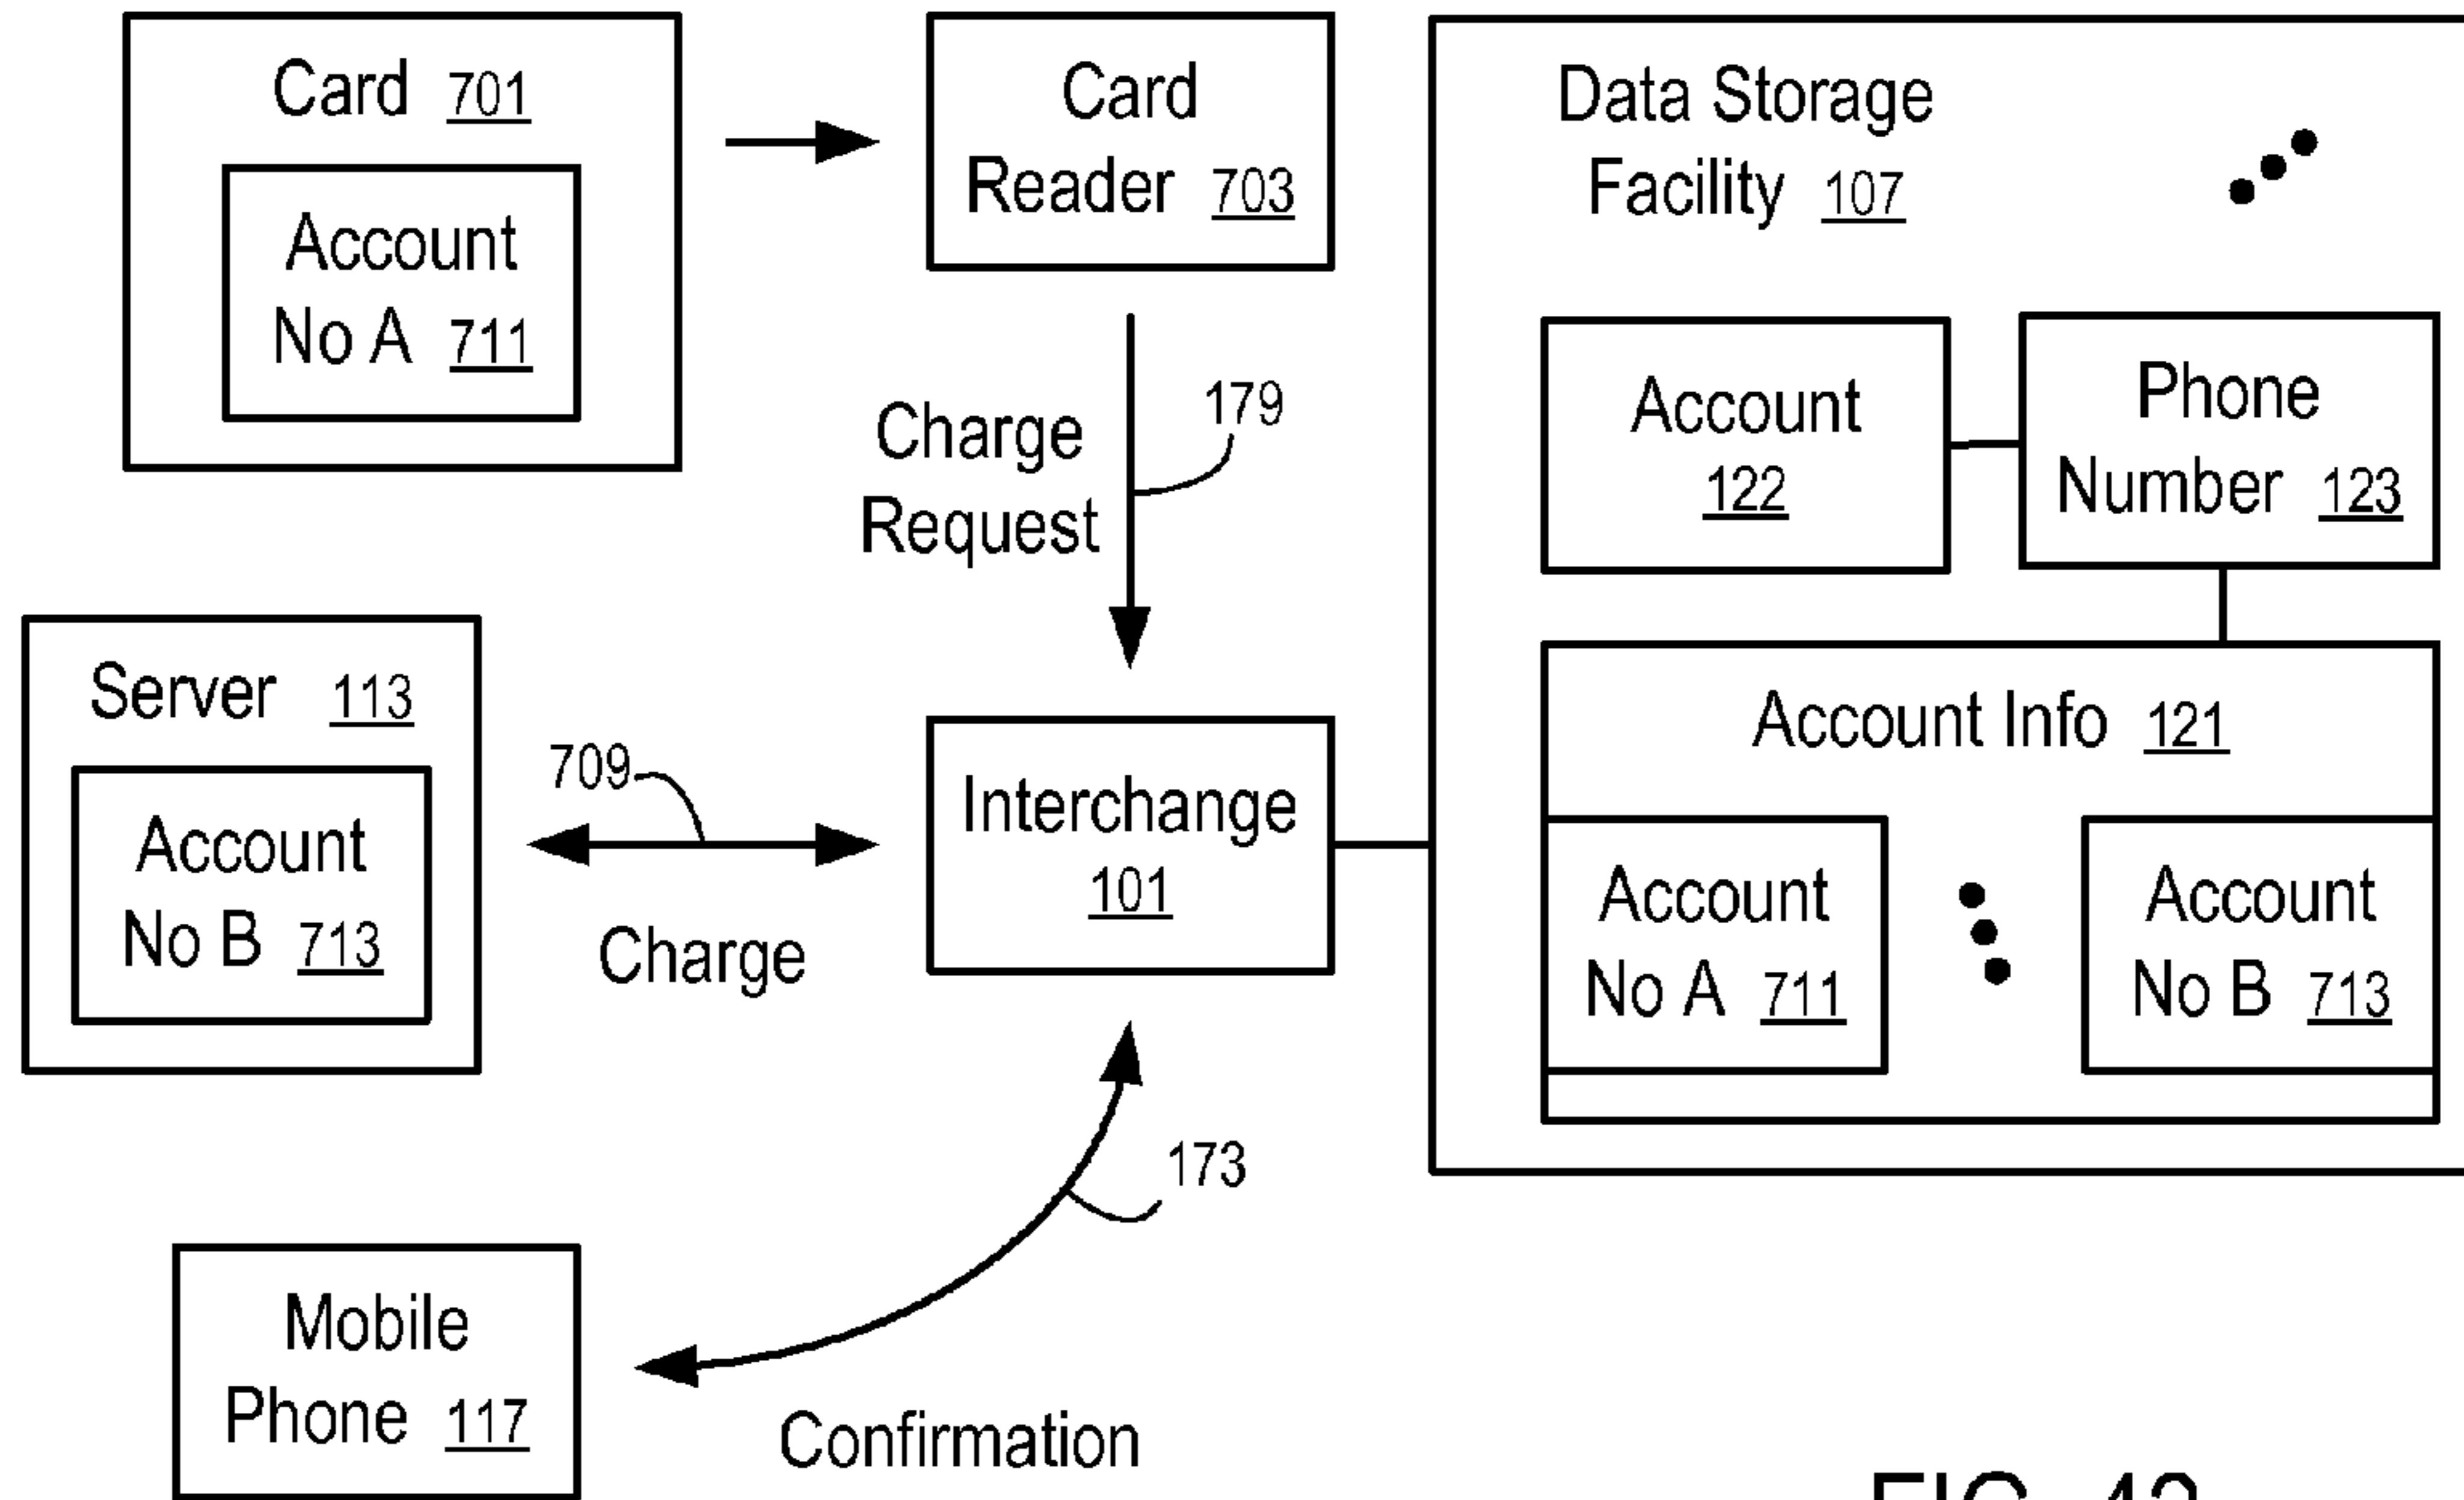 Card 701
Account
No A 711
Card
Reader 703
Data Storage
Facility 107
Charge
Request
179
Account
122
Phone
Number 123
Server 113
Account
No B 713
709
Charge
Interchange
101
Account Info 121
Account
No A 711
Account
No B 713
173
Mobile
Phone 117
Confirmation
FIG. 42